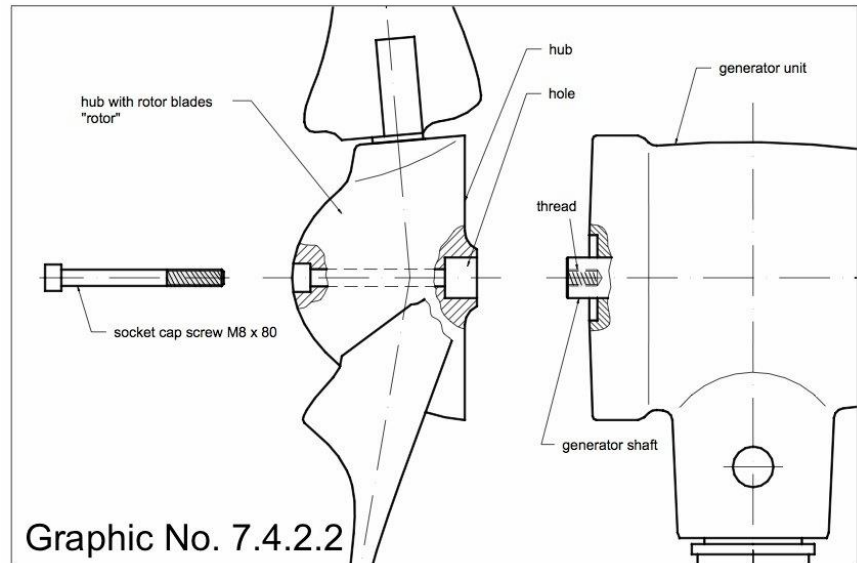 hub
generator unit
hub with rotor blades
"rotor"
hole
thread
socket cap screw M8 x 80
generator shaft
Graphic No. 7.4.2.2